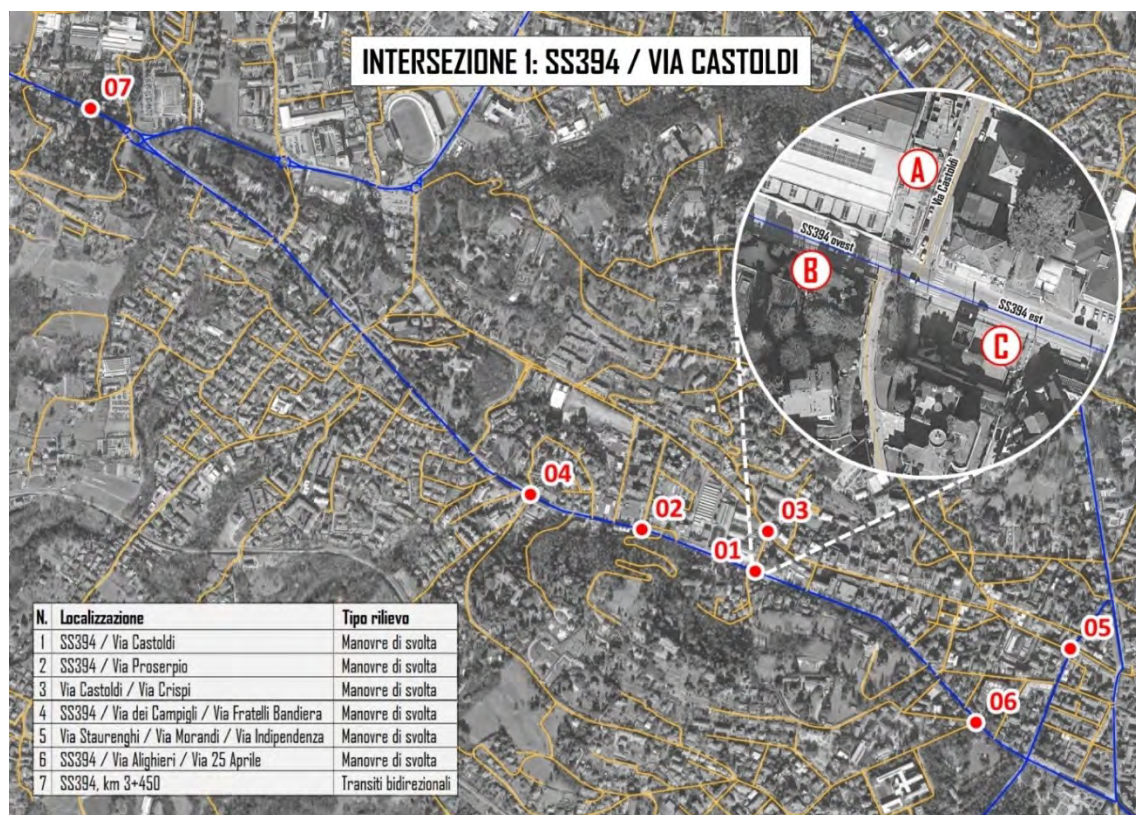 INTERSEZIONE 1: SS394 / VIA CASTOLDI
07
A
Via Castoldi
SS394 ovest
B
SS394 est
C
04
02
03
01
05
06
N. Localizzazione Tipo rilievo
1 SS394 / Via Castoldi Manovre di svolta
2 SS394 / Via Proserpio Manovre di svolta
3 Via Castoldi / Via Crispi Manovre di svolta
4 SS394 / Via dei Campigli / Via Fratelli Bandiera Manovre di svolta
5 Via Staurenghi / Via Morandi / Via Indipendenza Manovre di svolta
6 SS394 / Via Alighieri / Via 25 Aprile Manovre di svolta
7 SS394, km 3+450 Transiti bidirezionali